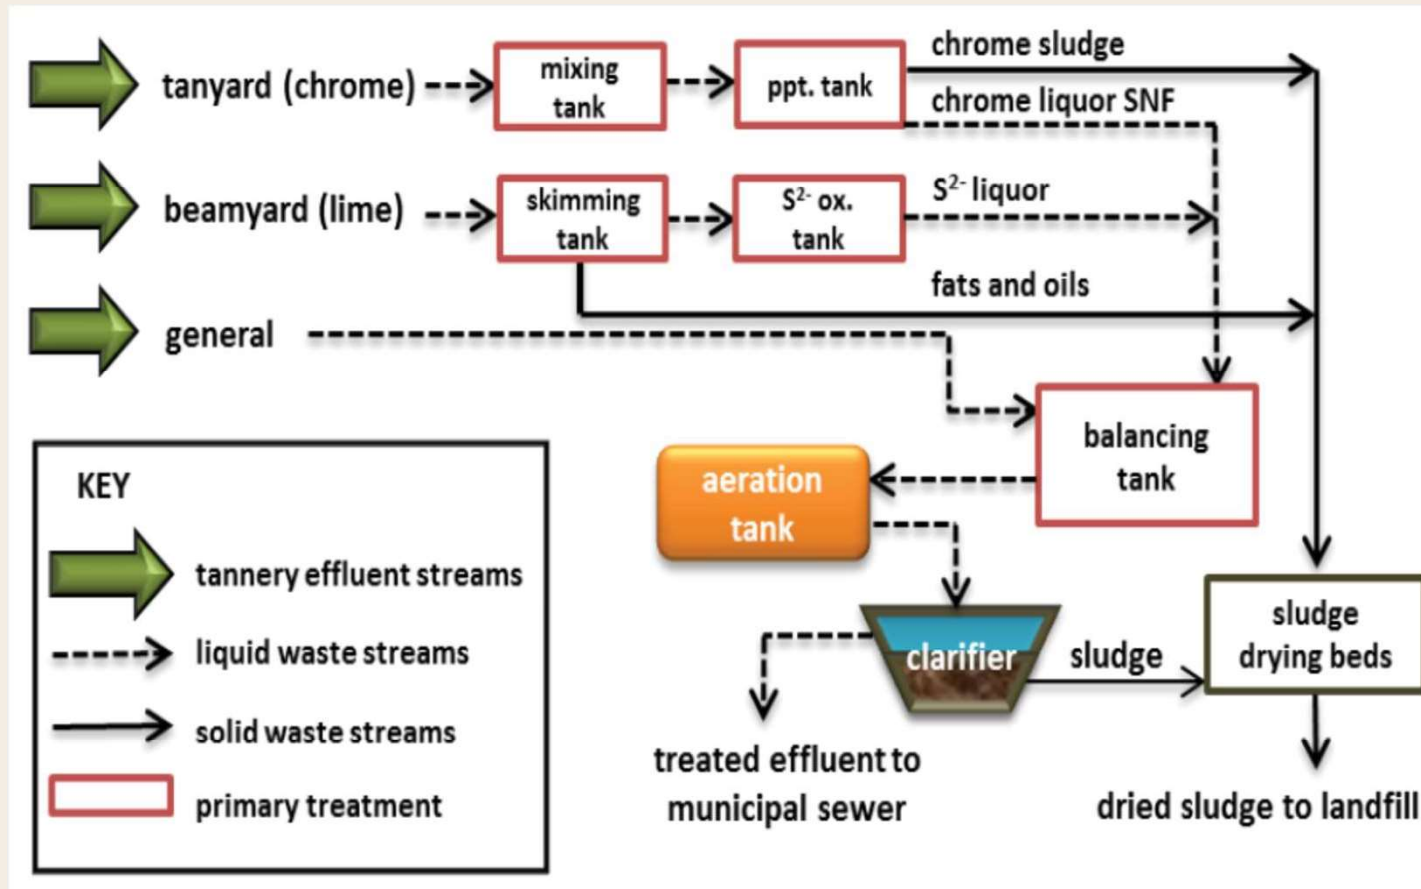 tanyard (chrome)
mixing
tank
ppt. tank
chrome sludge
chrome liquor SNF
beamyard (lime)
skimming
tank
S²⁻ ox.
tank
S²⁻ liquor
fats and oils
general
balancing
tank
aeration
tank
clarifier
sludge
sludge
drying beds
treated effluent to
municipal sewer
dried sludge to landfill
KEY
tannery effluent streams
liquid waste streams
solid waste streams
primary treatment